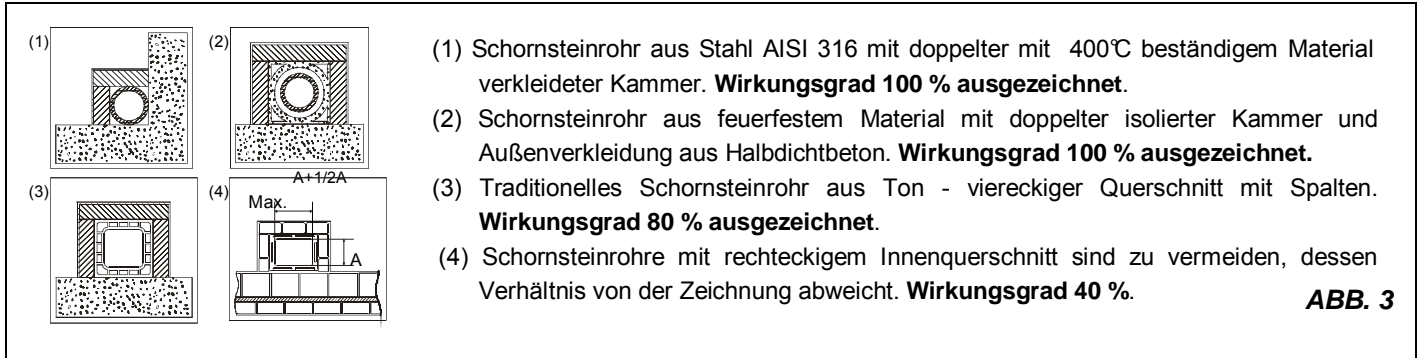 (1)
(2)
(3)
(4)
A+1/2A
Max.
A
(1) Schornsteinrohr aus Stahl AISI 316 mit doppelter mit 400℃ beständigem Material
verkleideter Kammer. Wirkungsgrad 100 % ausgezeichnet.
(2) Schornsteinrohr aus feuerfestem Material mit doppelter isolierter Kammer und
Außenverkleidung aus Halbdichtbeton. Wirkungsgrad 100 % ausgezeichnet.
(3) Traditionelles Schornsteinrohr aus Ton - viereckiger Querschnitt mit Spalten.
Wirkungsgrad 80 % ausgezeichnet.
(4) Schornsteinrohre mit rechteckigem Innenquerschnitt sind zu vermeiden, dessen
Verhältnis von der Zeichnung abweicht. Wirkungsgrad 40 %.
ABB. 3